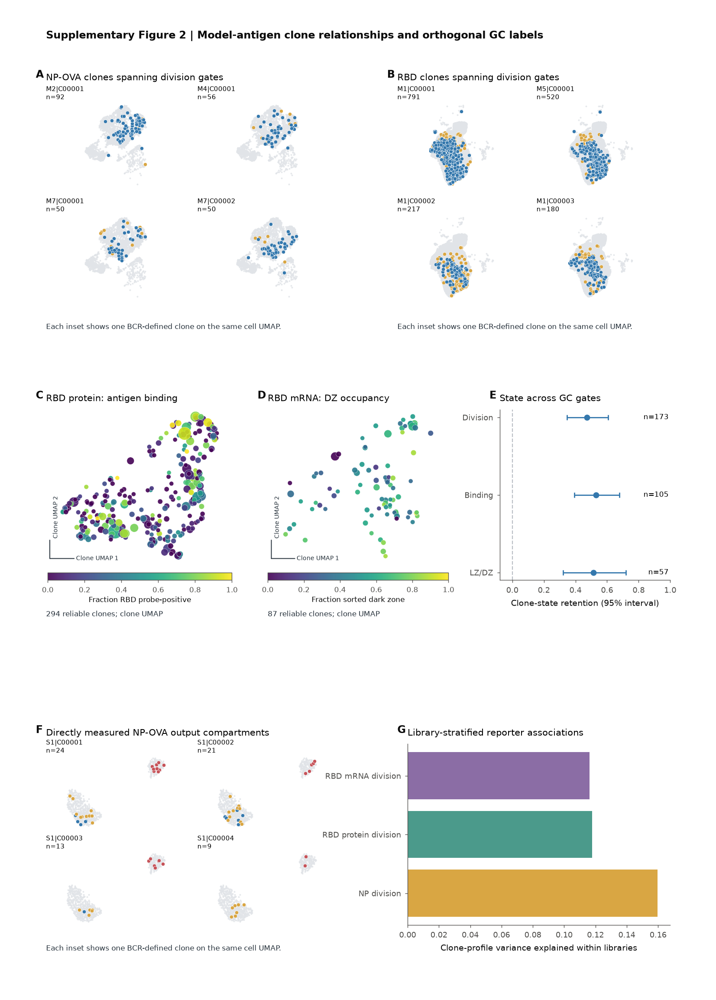 Supplementary Figure 2 | Model-antigen clone relationships and orthogonal GC labels
A NP-OVA clones spanning division gates
M2|C00001
n=92
M4|C00001
n=56
M7|C00001
n=50
M7|C00002
n=50
Each inset shows one BCR-defined clone on the same cell UMAP.
B RBD clones spanning division gates
M1|C00001
n=791
M5|C00001
n=520
M1|C00002
n=217
M1|C00003
n=180
Each inset shows one BCR-defined clone on the same cell UMAP.
C RBD protein: antigen binding
Clone UMAP 2
Clone UMAP 1
0.0 0.2 0.4 0.6 0.8 1.0
Fraction RBD probe-positive
294 reliable clones; clone UMAP
D RBD mRNA: DZ occupancy
Clone UMAP 2
Clone UMAP 1
0.0 0.2 0.4 0.6 0.8 1.0
Fraction sorted dark zone
87 reliable clones; clone UMAP
E State across GC gates
Division n=173
Binding n=105
LZ/DZ n=57
0.0 0.2 0.4 0.6 0.8 1.0
Clone-state retention (95% interval)
F Directly measured NP-OVA output compartments
S1|C00001
n=24
S1|C00002
n=21
S1|C00003
n=13
S1|C00004
n=9
Each inset shows one BCR-defined clone on the same cell UMAP.
G Library-stratified reporter associations
RBD mRNA division
RBD protein division
NP division
0.00 0.02 0.04 0.06 0.08 0.10 0.12 0.14 0.16
Clone-profile variance explained within libraries